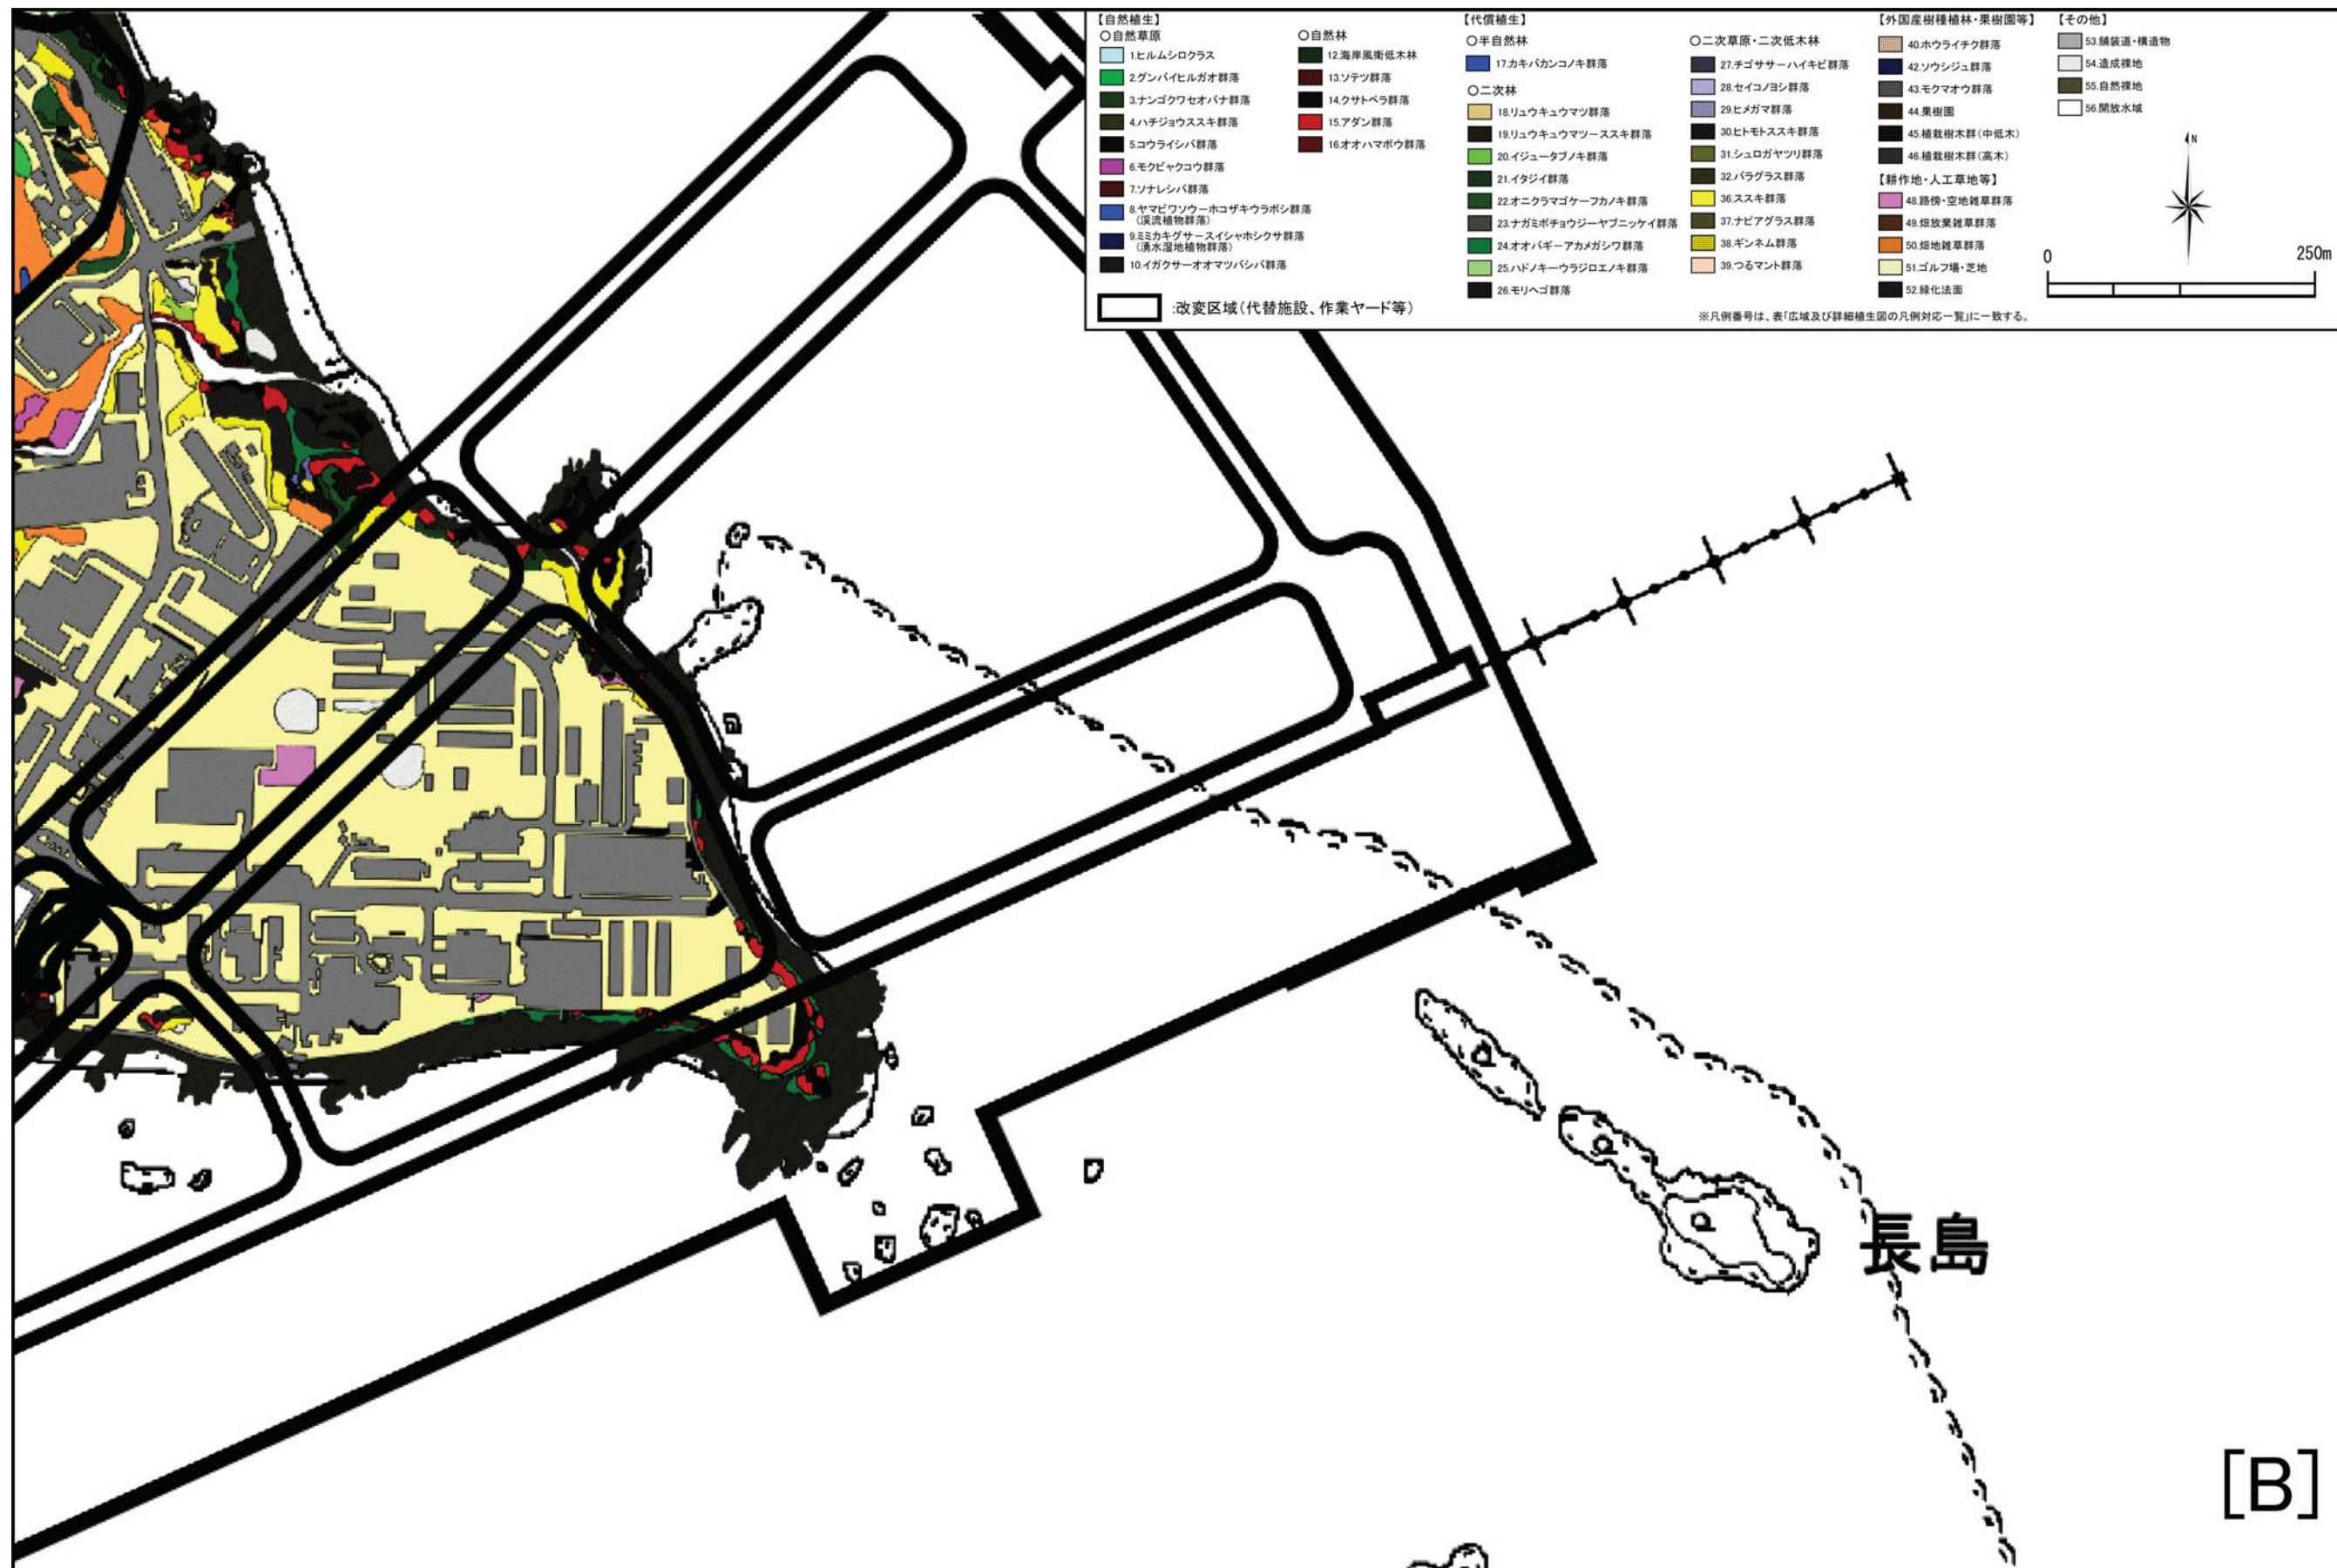 【自然植生】
○自然草原
1.ヒルムシロクラス
2.グンバイヒルガオ群落
3.ナンゴクワセオバナ群落
4.ハチジョウススキ群落
5.コウライシバ群落
6.モクビャクコウ群落
7.ソナレシバ群落
8.ヤマビワソウーホコザキウラボシ群落
(渓流植物群落)
9.ミミカキグサースイシャホシクサ群落
(湧水湿地植物群落)
10.イガクサーオオマツバシバ群落
○自然林
12.海岸風衝低木林
13.ソテツ群落
14.クサトベラ群落
15.アダン群落
16.オオハマボウ群落
【代償植生】
○半自然林
17.カキバカンコノキ群落
○二次林
18.リュウキュウマツ群落
19.リュウキュウマツーススキ群落
20.イジュータブノキ群落
21.イタジイ群落
22.オニクラマゴケーフカノキ群落
23.ナガミボチョウジーヤブニッケイ群落
24.オオバギーアカメガシワ群落
25.ハドノキーウラジロエノキ群落
26.モリヘゴ群落
○二次草原・二次低木林
27.チゴザサーハイキビ群落
28.セイコノヨシ群落
29.ヒメガマ群落
30.ヒトモトススキ群落
31.シュロガヤツリ群落
32.パラグラス群落
36.ススキ群落
37.ナピアグラス群落
38.ギンネム群落
39.つるマント群落
【外国産樹種植林・果樹園等】
40.ホウライチク群落
42.ソウシジュ群落
43.モクマオウ群落
44.果樹園
45.植栽樹木群(中低木)
46.植栽樹木群(高木)
【耕作地・人工草地等】
48.路傍・空地雑草群落
49.畑放棄雑草群落
50.畑地雑草群落
51.ゴルフ場・芝地
52.緑化法面
【その他】
53.舗装道・構造物
54.造成裸地
55.自然裸地
56.開放水域
N
0 250m
:改変区域(代替施設、作業ヤード等)
※凡例番号は、表「広域及び詳細植生図の凡例対応一覧」に一致する。
長島
[B]